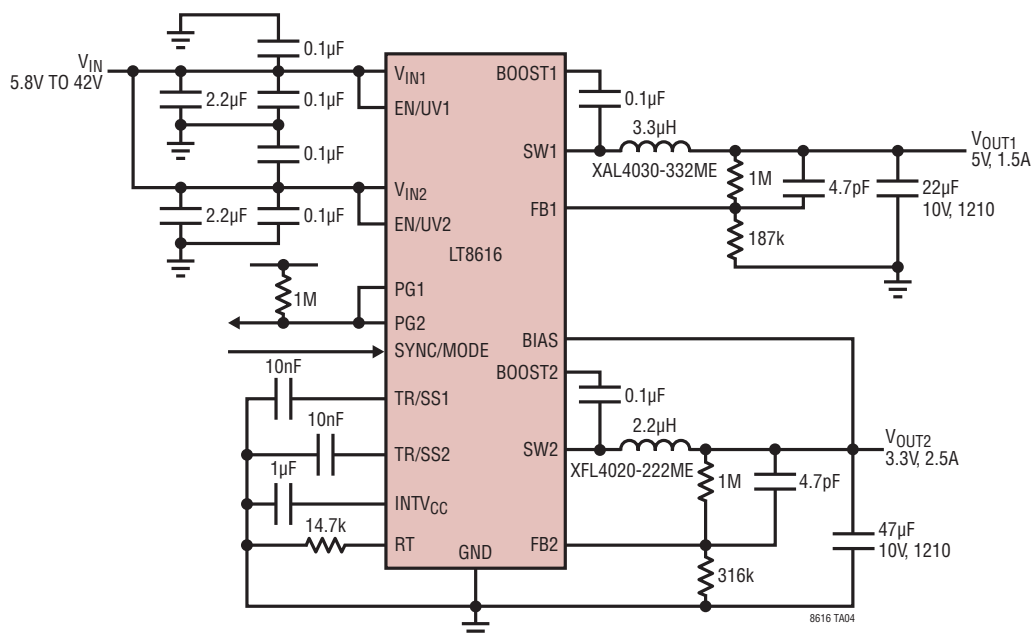 0.1µF
V_IN
5.8V TO 42V
2.2µF
0.1µF
0.1µF
2.2µF
0.1µF
1M
10nF
10nF
1µF
14.7k
V_IN1
EN/UV1
V_IN2
EN/UV2
PG1
PG2
SYNC/MODE
TR/SS1
TR/SS2
INTV_CC
RT
LT8616
GND
BOOST1
SW1
FB1
BIAS
BOOST2
SW2
FB2
0.1µF
3.3µH
XAL4030-332ME
1M
4.7pF
187k
22µF
10V, 1210
V_OUT1
5V, 1.5A
0.1µF
2.2µH
XFL4020-222ME
1M
4.7pF
316k
V_OUT2
3.3V, 2.5A
47µF
10V, 1210
8616 TA04